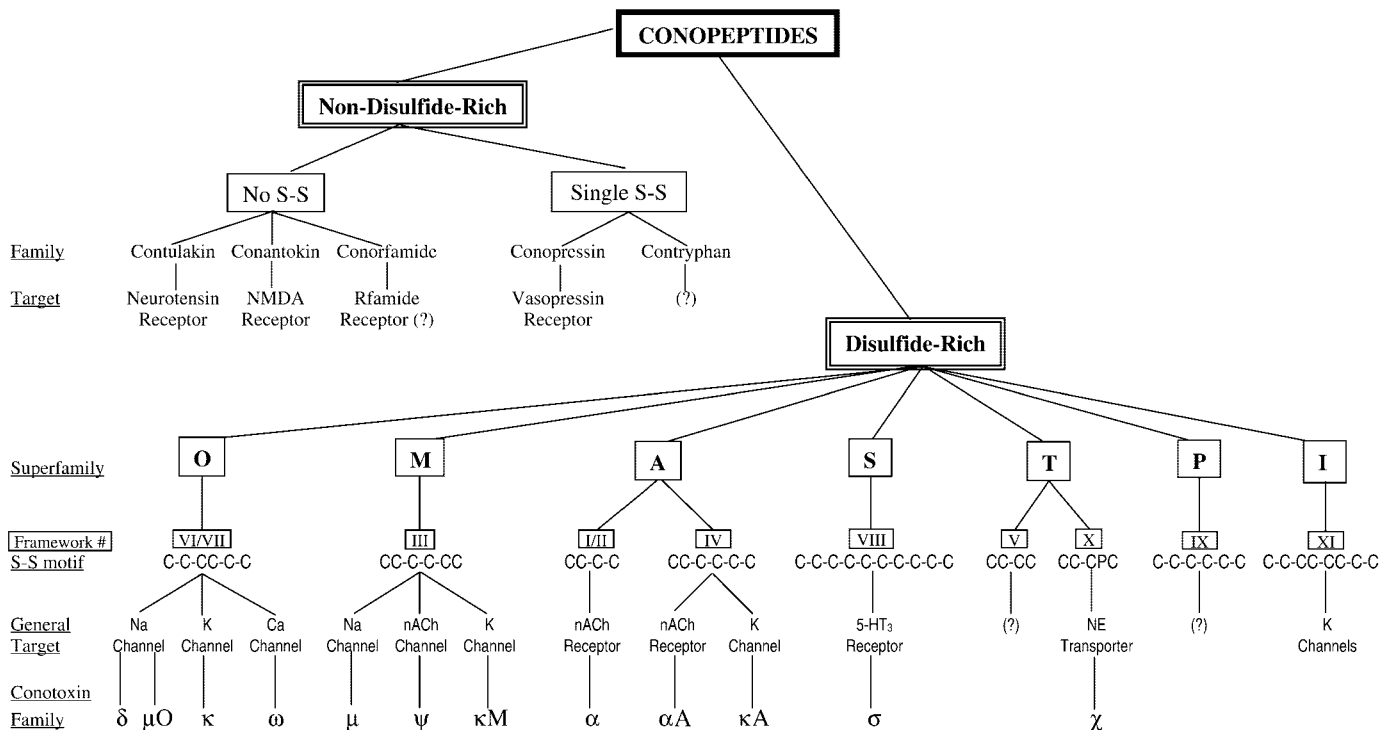 CONOPEPTIDES
Non-Disulfide-Rich
No S-S
Single S-S
Family Contulakin Conantokin Conorfamide Conopressin Contryphan
Target Neurotensin NMDA Rfamide Vasopressin (?)
Receptor Receptor Receptor (?) Receptor
Disulfide-Rich
Superfamily O M A S T P I
Framework # VI/VII III I/II IV VIII V X IX XI
S-S motif C-C-CC-C-C CC-C-C-CC CC-C-C CC-C-C-C-C C-C-C-C-C-C-C-C-C-C CC-CC CC-CPC C-C-C-C-C-C C-C-CC-CC-C-C
General Na K Ca Na nACh K nACh nACh K 5-HT₃ (?) NE (?) K
Target Channel Channel Channel Channel Channel Channel Receptor Receptor Channel Receptor Transporter Channels
Conotoxin
Family δ μO κ ω μ ψ κM α αA κA σ χ